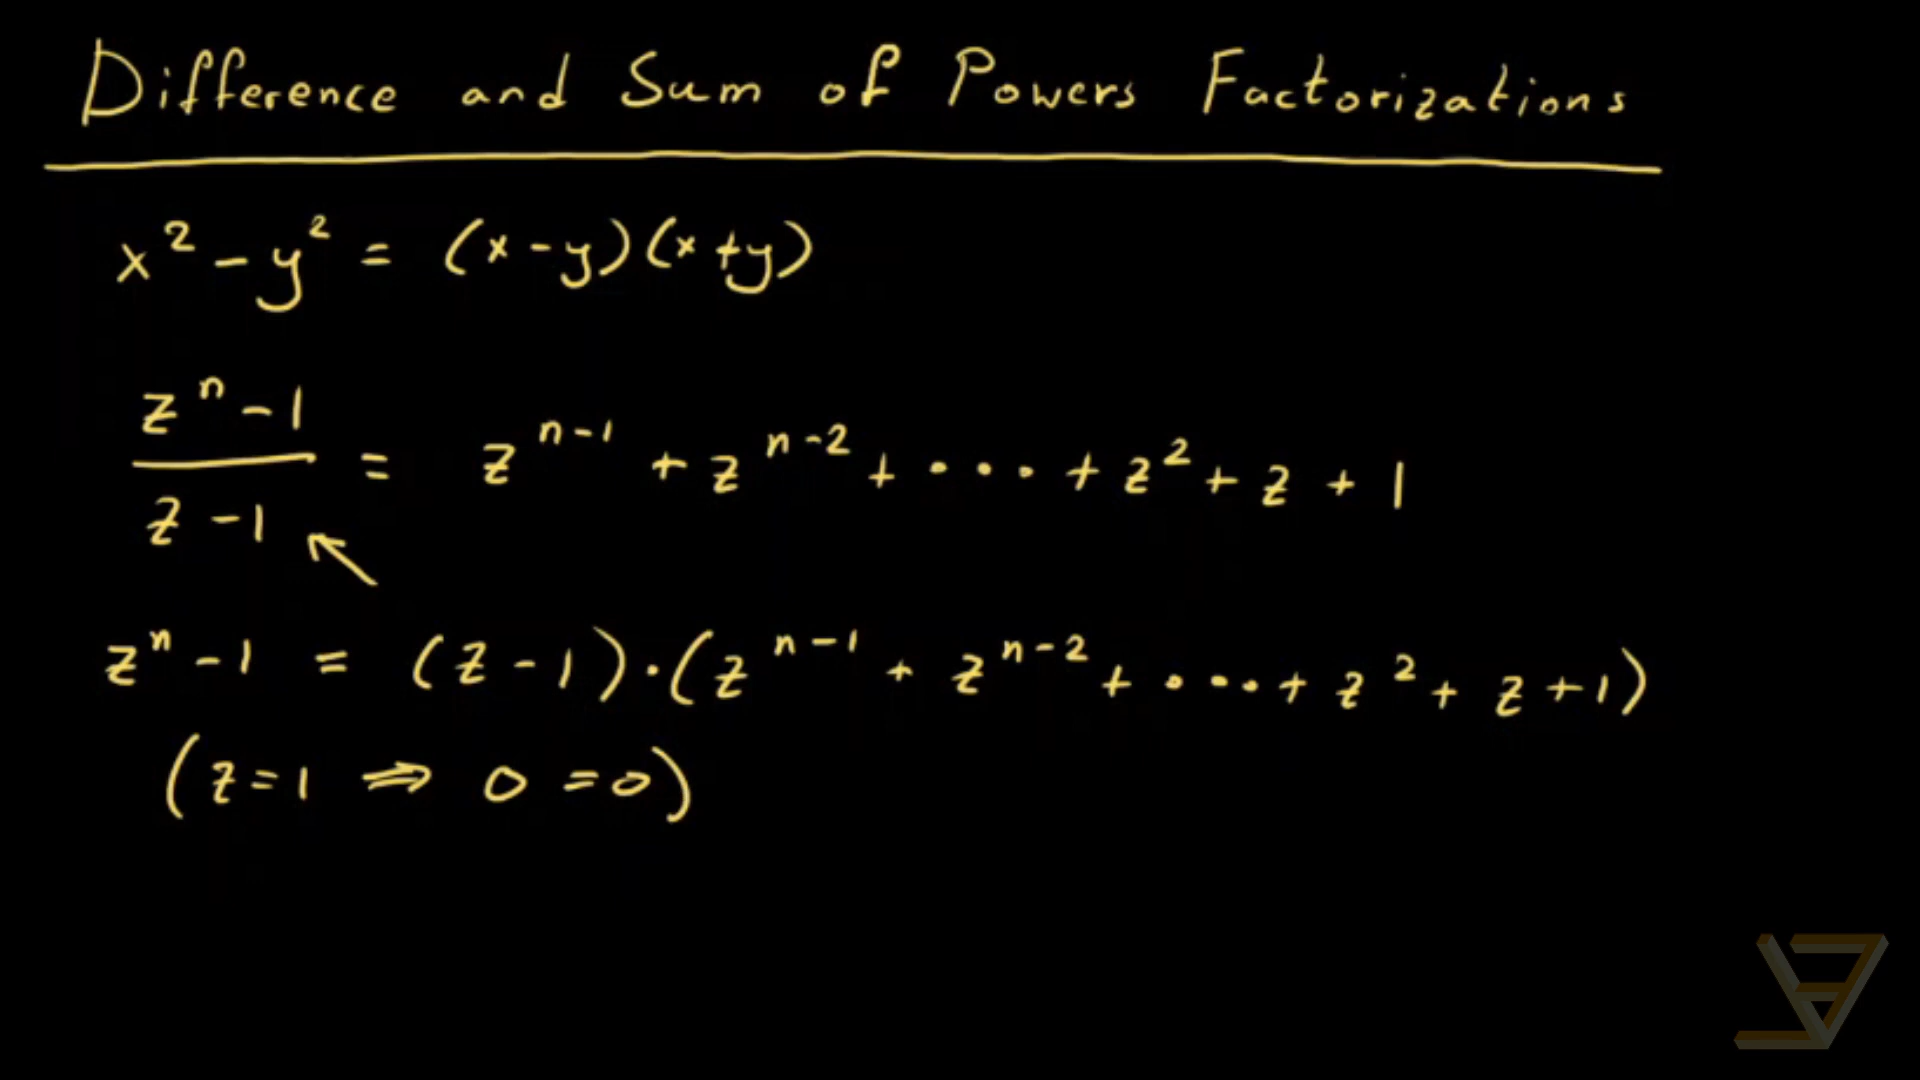 Difference and Sum of Powers Factorizations
x² - y² = (x - y)(x + y)
zⁿ - 1 / z - 1 = zⁿ⁻¹ + zⁿ⁻² + ... + z² + z + 1
zⁿ - 1 = (z - 1)·(zⁿ⁻¹ + zⁿ⁻² + ... + z² + z + 1)
(z = 1 ⇒ 0 = 0)